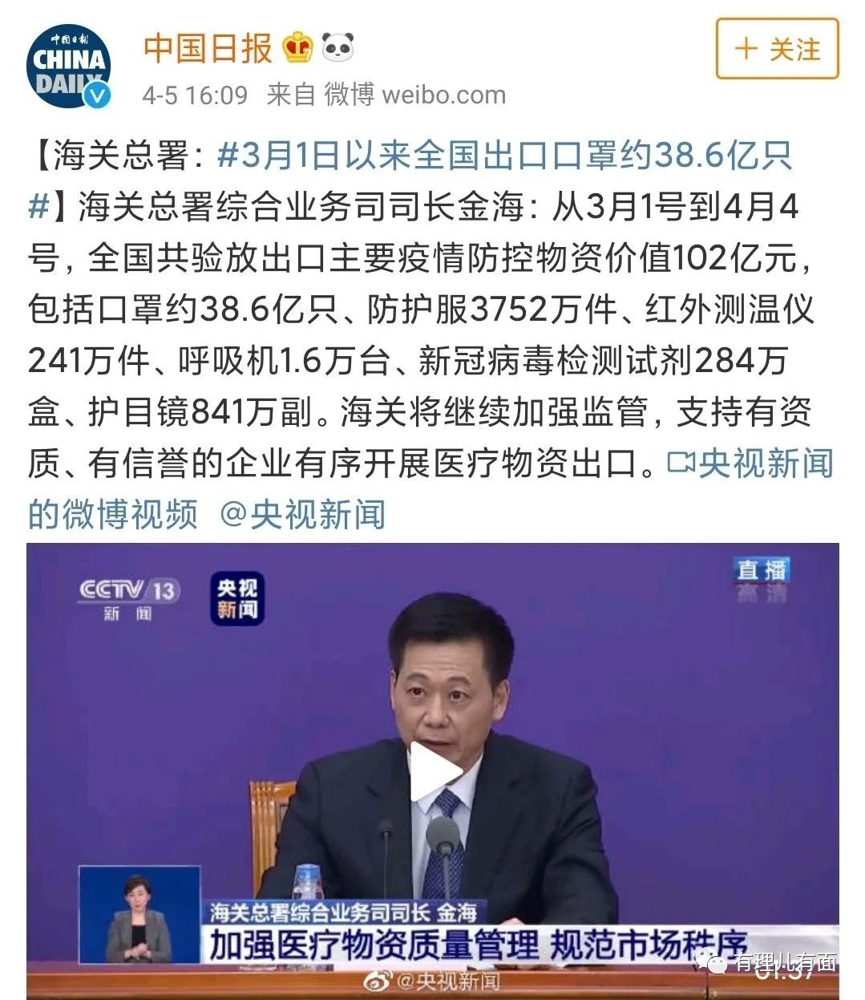 中国日报
CHINA DAILY
中国日报
+ 关注
4-5 16:09 来自 微博 weibo.com
【海关总署：#3月1日以来全国出口口罩约38.6亿只
#】海关总署综合业务司司长金海：从3月1号到4月4
号，全国共验放出口主要疫情防控物资价值102亿元，
包括口罩约38.6亿只、防护服3752万件、红外测温仪
241万件、呼吸机1.6万台、新冠病毒检测试剂284万
盒、护目镜841万副。海关将继续加强监管，支持有资
质、有信誉的企业有序开展医疗物资出口。央视新闻
的微博视频 @央视新闻
CCTV 13
新闻
央视
新闻
直播
高清
海关总署综合业务司司长 金海
加强医疗物资质量管理 规范市场秩序
有理儿有面
01:37
@央视新闻